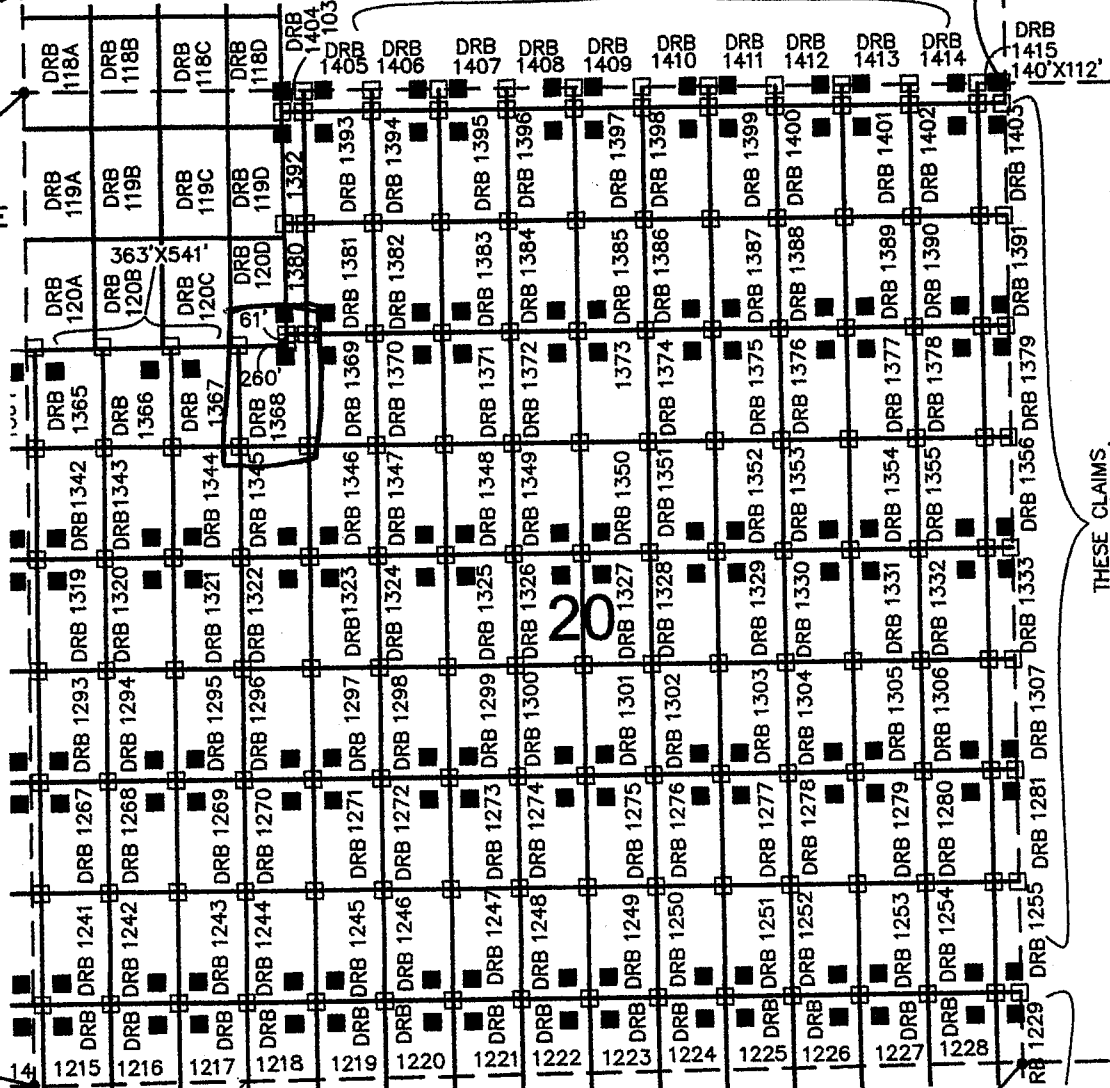 DRB 118A
DRB 118B
DRB 118C
DRB 118D
DRB 1404
103
DRB 1405
DRB 1406
DRB 1407
DRB 1408
DRB 1409
DRB 1410
DRB 1411
DRB 1412
DRB 1413
DRB 1414
DRB 1415
140'X112'
DRB 119A
DRB 119B
DRB 119C
DRB 119D
1392
DRB 1393
DRB 1394
DRB 1395
DRB 1396
DRB 1397
DRB 1398
DRB 1399
DRB 1400
DRB 1401
DRB 1402
DRB 1403
363'X541'
DRB 120A
DRB 120B
DRB 120C
DRB 120D
1380
DRB 1381
DRB 1382
DRB 1383
DRB 1384
DRB 1385
DRB 1386
DRB 1387
DRB 1388
DRB 1389
DRB 1390
DRB 1391
61'
260'
DRB 1365
DRB 1366
DRB 1367
DRB 1368
DRB 1369
DRB 1370
DRB 1371
DRB 1372
1373
DRB 1374
DRB 1375
DRB 1376
DRB 1377
DRB 1378
DRB 1379
DRB 1342
DRB 1343
DRB 1344
DRB 1345
DRB 1346
DRB 1347
DRB 1348
DRB 1349
DRB 1350
DRB 1351
DRB 1352
DRB 1353
DRB 1354
DRB 1355
DRB 1356
THESE CLAIMS
DRB 1319
DRB 1320
DRB 1321
DRB 1322
DRB 1323
DRB 1324
DRB 1325
DRB 1326
20
DRB 1327
DRB 1328
DRB 1329
DRB 1330
DRB 1331
DRB 1332
DRB 1333
DRB 1293
DRB 1294
DRB 1295
DRB 1296
DRB 1297
DRB 1298
DRB 1299
DRB 1300
DRB 1301
DRB 1302
DRB 1303
DRB 1304
DRB 1305
DRB 1306
DRB 1307
DRB 1267
DRB 1268
DRB 1269
DRB 1270
DRB 1271
DRB 1272
DRB 1273
DRB 1274
DRB 1275
DRB 1276
DRB 1277
DRB 1278
DRB 1279
DRB 1280
DRB 1281
DRB 1241
DRB 1242
DRB 1243
DRB 1244
DRB 1245
DRB 1246
DRB 1247
DRB 1248
DRB 1249
DRB 1250
DRB 1251
DRB 1252
DRB 1253
DRB 1254
DRB 1255
14
DRB 1215
DRB 1216
DRB 1217
DRB 1218
DRB 1219
DRB 1220
DRB 1221
DRB 1222
DRB 1223
DRB 1224
DRB 1225
DRB 1226
DRB 1227
DRB 1228
RB 1229